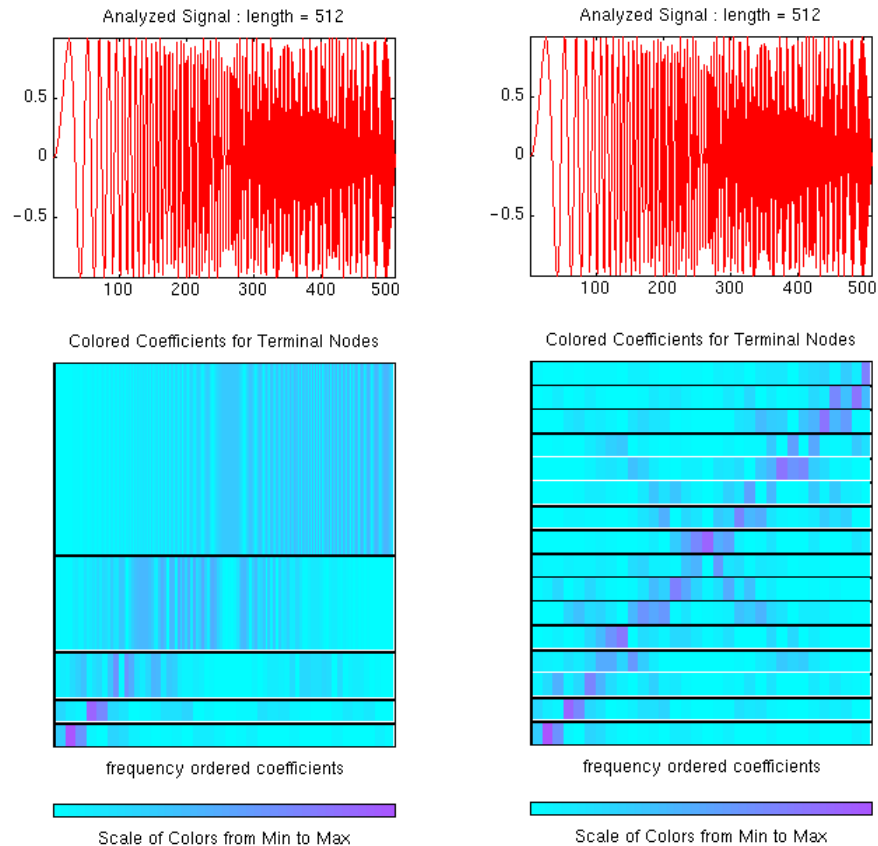 Analyzed Signal : length = 512
0.5
0
−0.5
100 200 300 400 500
Colored Coefficients for Terminal Nodes
frequency ordered coefficients
Scale of Colors from Min to Max
Analyzed Signal : length = 512
0.5
0
−0.5
100 200 300 400 500
Colored Coefficients for Terminal Nodes
frequency ordered coefficients
Scale of Colors from Min to Max